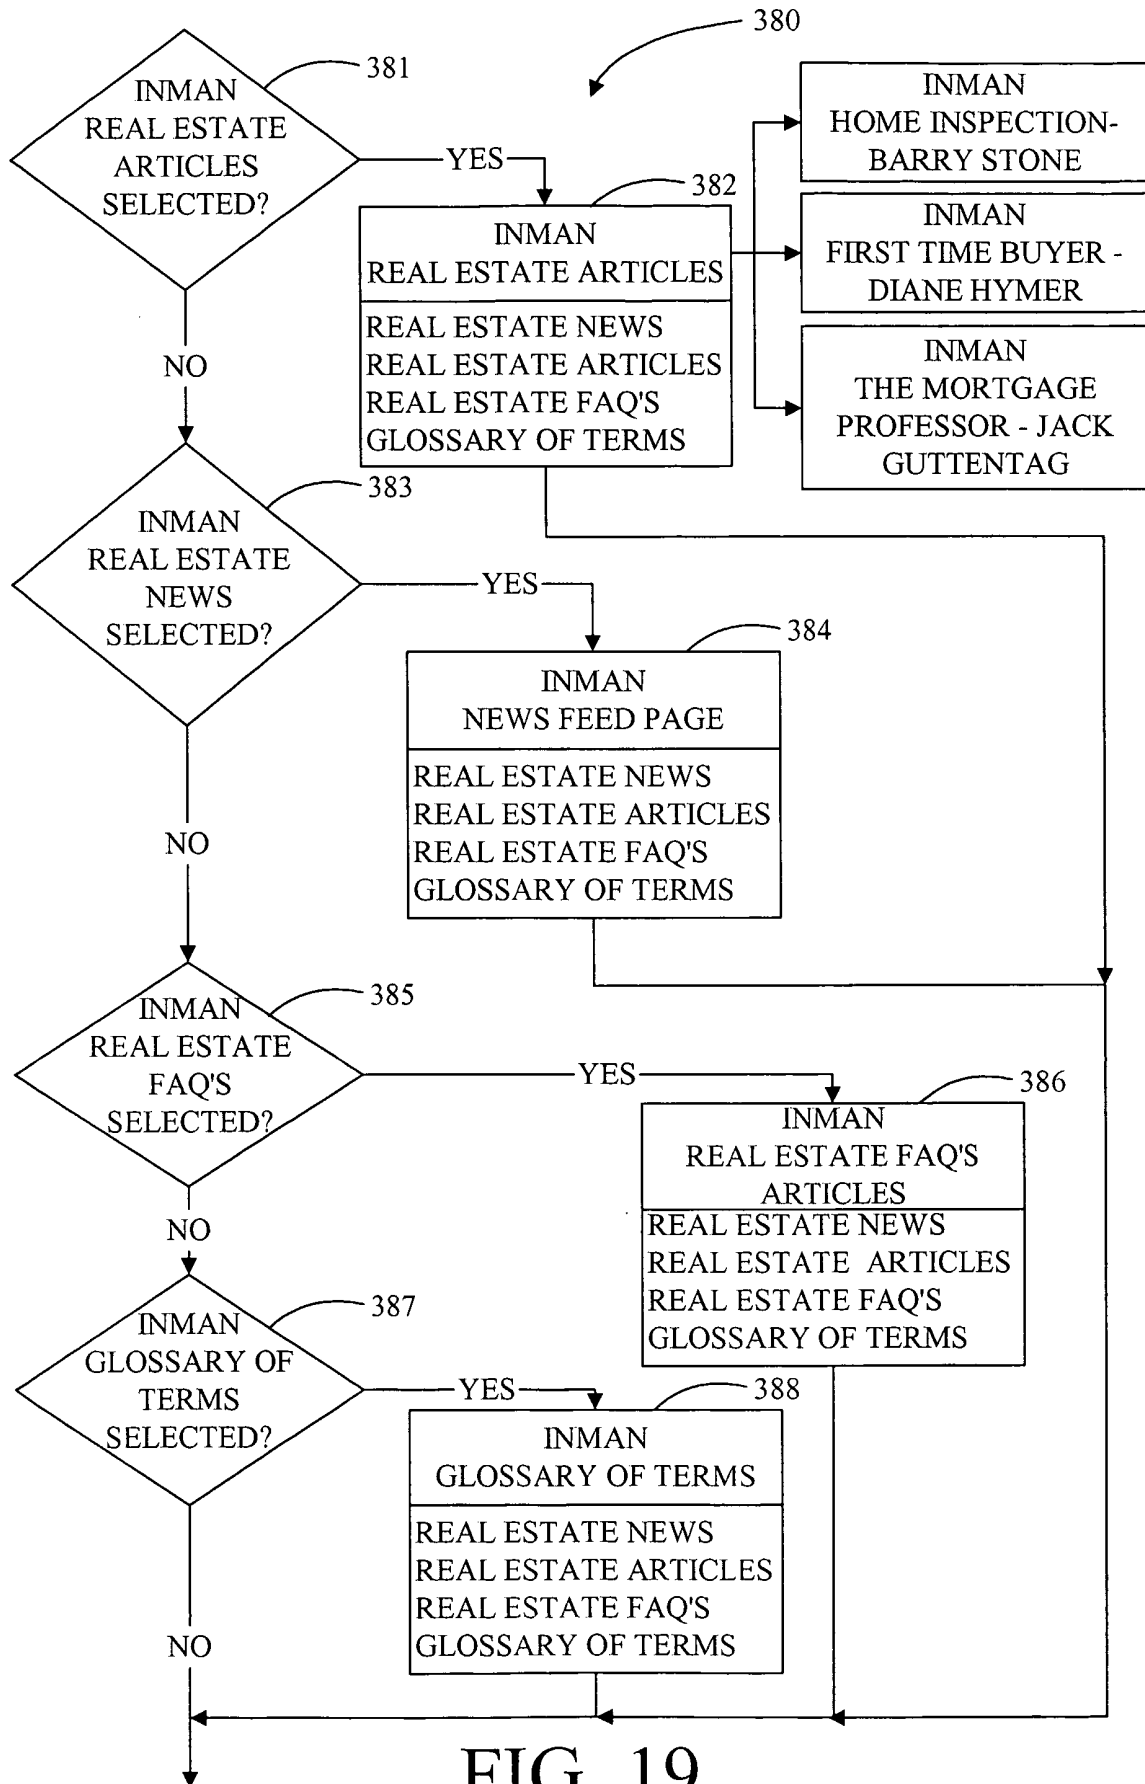 380
381
INMAN
REAL ESTATE
ARTICLES
SELECTED?
YES
NO
382
INMAN
REAL ESTATE ARTICLES
REAL ESTATE NEWS
REAL ESTATE ARTICLES
REAL ESTATE FAQ'S
GLOSSARY OF TERMS
INMAN
HOME INSPECTION-
BARRY STONE
INMAN
FIRST TIME BUYER -
DIANE HYMER
INMAN
THE MORTGAGE
PROFESSOR - JACK
GUTTENTAG
383
INMAN
REAL ESTATE
NEWS
SELECTED?
YES
NO
384
INMAN
NEWS FEED PAGE
REAL ESTATE NEWS
REAL ESTATE ARTICLES
REAL ESTATE FAQ'S
GLOSSARY OF TERMS
385
INMAN
REAL ESTATE
FAQ'S
SELECTED?
YES
NO
386
INMAN
REAL ESTATE FAQ'S
ARTICLES
REAL ESTATE NEWS
REAL ESTATE ARTICLES
REAL ESTATE FAQ'S
GLOSSARY OF TERMS
387
INMAN
GLOSSARY OF
TERMS
SELECTED?
YES
NO
388
INMAN
GLOSSARY OF TERMS
REAL ESTATE NEWS
REAL ESTATE ARTICLES
REAL ESTATE FAQ'S
GLOSSARY OF TERMS
FIG. 19